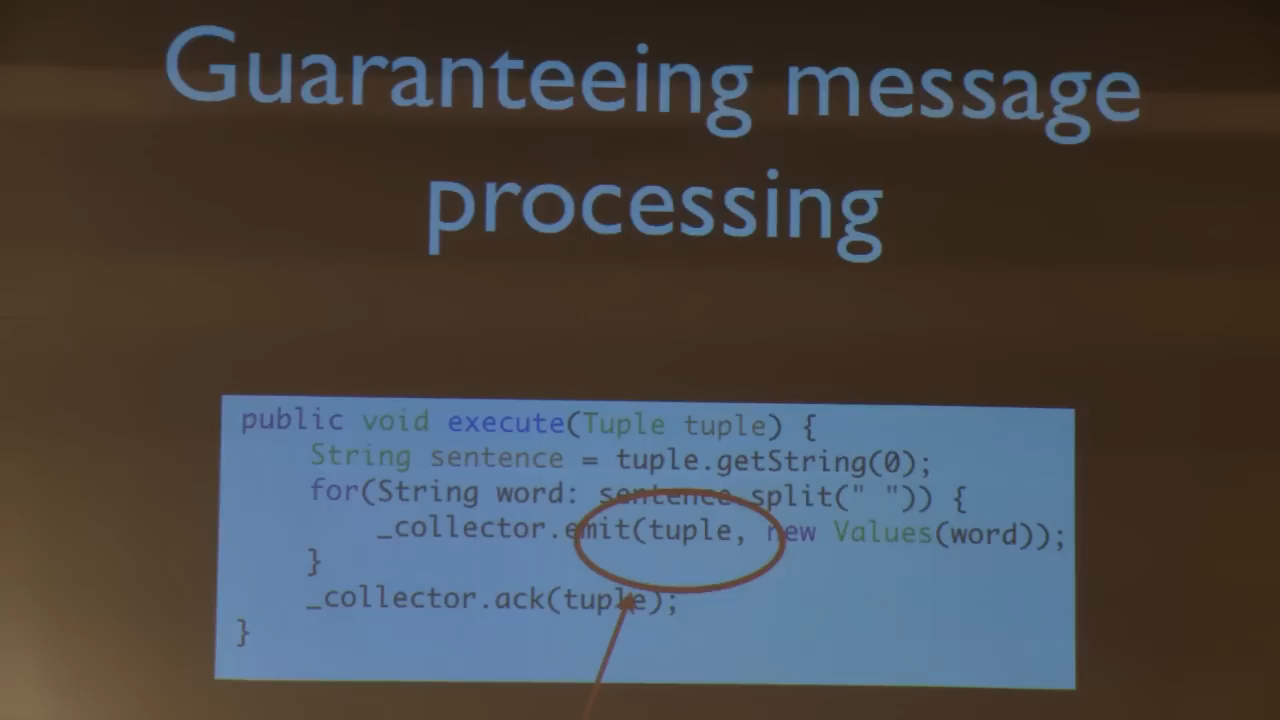 Guaranteeing message
processing
public void execute(Tuple tuple) {
String sentence = tuple.getString(0);
for(String word: sentence.split(" ")) {
_collector.emit(tuple, new Values(word));
}
_collector.ack(tuple);
}